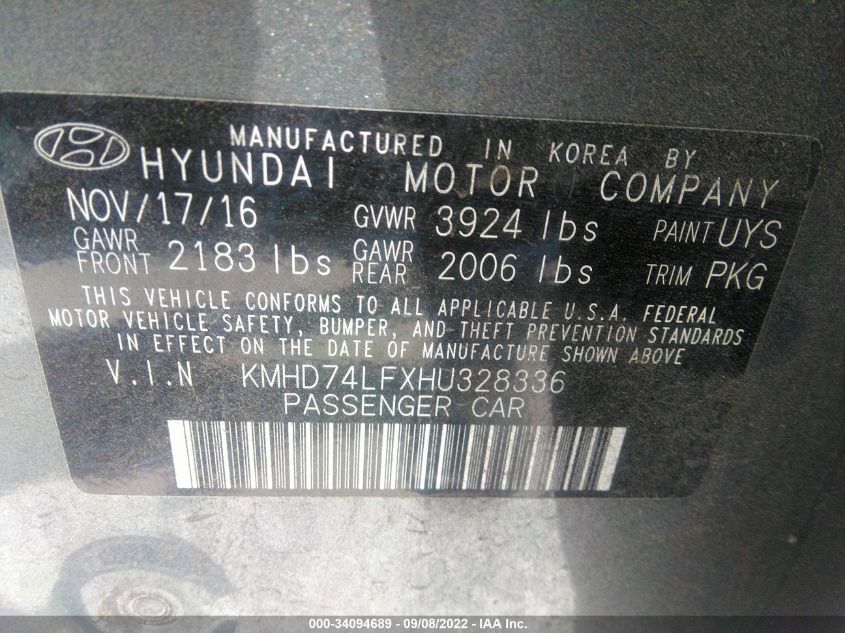 MANUFACTURED IN KOREA BY
HYUNDAI MOTOR COMPANY
NOV/17/16 GVWR 3924 lbs PAINT UYS
GAWR FRONT 2183 lbs GAWR REAR 2006 lbs TRIM PKG
THIS VEHICLE CONFORMS TO ALL APPLICABLE U.S.A. FEDERAL
MOTOR VEHICLE SAFETY, BUMPER, AND THEFT PREVENTION STANDARDS
IN EFFECT ON THE DATE OF MANUFACTURE SHOWN ABOVE
V.I.N KMHD74LFXHU328336
PASSENGER CAR
000-34094689 - 09/08/2022 - IAA Inc.